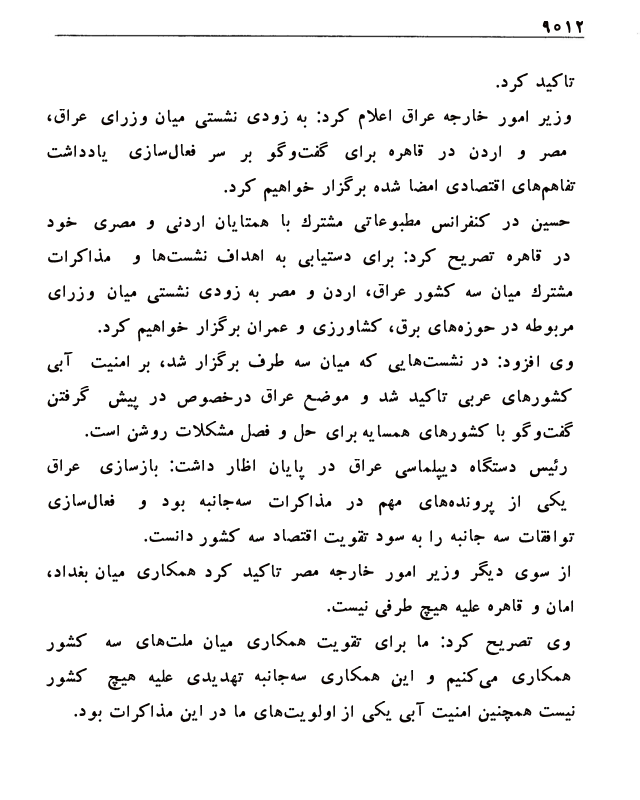 ۹۰۱۲
تاکید کرد.
وزیر امور خارجه عراق اعلام کرد: به زودی نشستی میان وزرای عراق،
مصر و اردن در قاهره برای گفت‌وگو بر سر فعال‌سازی یادداشت
تفاهم‌های اقتصادی امضا شده برگزار خواهیم کرد.
حسین در کنفرانس مطبوعاتی مشترك با همتایان اردنی و مصری خود
در قاهره تصریح کرد: برای دستیابی به اهداف نشست‌ها و مذاکرات
مشترك میان سه کشور عراق، اردن و مصر به زودی نشستی میان وزرای
مربوطه در حوزه‌های برق، کشاورزی و عمران برگزار خواهیم کرد.
وی افزود: در نشست‌هایی که میان سه طرف برگزار شد، بر امنیت آبی
کشورهای عربی تاکید شد و موضع عراق درخصوص در پیش گرفتن
گفت‌وگو با کشورهای همسایه برای حل و فصل مشکلات روشن است.
رئیس دستگاه دیپلماسی عراق در پایان اظار داشت: بازسازی عراق
یکی از پرونده‌های مهم در مذاکرات سه‌جانبه بود و فعال‌سازی
توافقات سه جانبه را به سود تقویت اقتصاد سه کشور دانست.
از سوی دیگر وزیر امور خارجه مصر تاکید کرد همکاری میان بغداد،
امان و قاهره علیه هیچ طرفی نیست.
وی تصریح کرد: ما برای تقویت همکاری میان ملت‌های سه کشور
همکاری می‌کنیم و این همکاری سه‌جانبه تهدیدی علیه هیچ کشور
نیست همچنین امنیت آبی یکی از اولویت‌های ما در این مذاکرات بود.